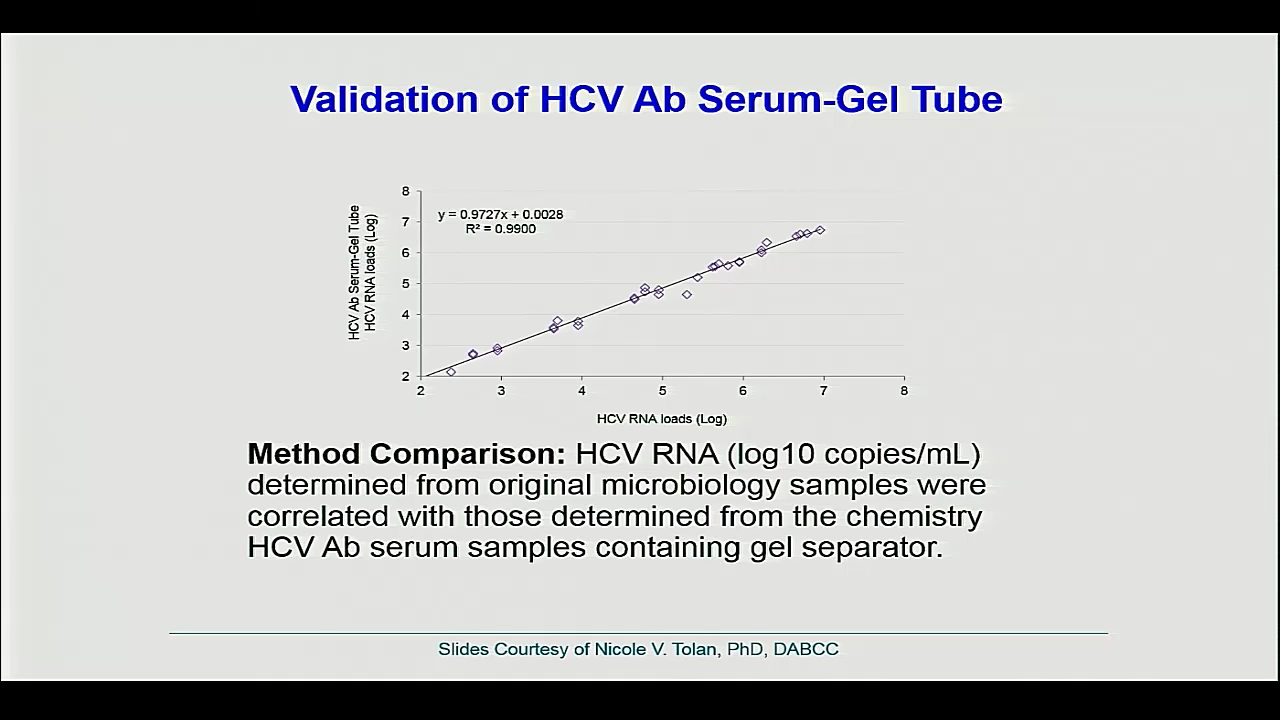 Validation of HCV Ab Serum-Gel Tube
HCV Ab Serum-Gel Tube
HCV RNA loads (Log)
8
7
6
5
4
3
2
y = 0.9727x + 0.0028
R² = 0.9900
2 3 4 5 6 7 8
HCV RNA loads (Log)
Method Comparison: HCV RNA (log10 copies/mL)
determined from original microbiology samples were
correlated with those determined from the chemistry
HCV Ab serum samples containing gel separator.
Slides Courtesy of Nicole V. Tolan, PhD, DABCC